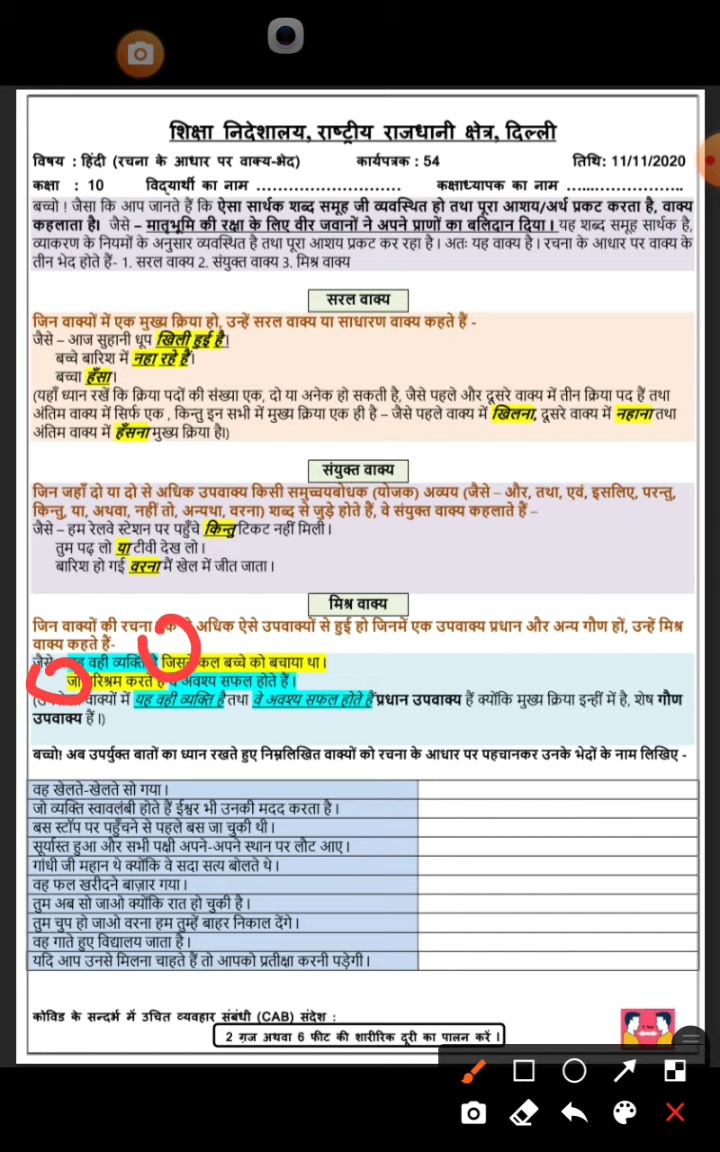 शिक्षा निदेशालय, राष्ट्रीय राजधानी क्षेत्र, दिल्ली
विषय : हिंदी (रचना के आधार पर वाक्य-भेद) कार्यपत्रक : 54 तिथि: 11/11/2020
कक्षा : 10 विद्यार्थी का नाम ……………………… कक्षाध्यापक का नाम …...……………..
बच्चो ! जैसा कि आप जानते हैं कि ऐसा सार्थक शब्द समूह जो व्यवस्थित हो तथा पूरा आशय/अर्थ प्रकट करता है, वाक्य
कहलाता है। जैसे – मातृभूमि की रक्षा के लिए वीर जवानों ने अपने प्राणों का बलिदान दिया। यह शब्द समूह सार्थक है,
व्याकरण के नियमों के अनुसार व्यवस्थित है तथा पूरा आशय प्रकट कर रहा है। अतः यह वाक्य है। रचना के आधार पर वाक्य के
तीन भेद होते हैं- 1. सरल वाक्य 2. संयुक्त वाक्य 3. मिश्र वाक्य
सरल वाक्य
जिन वाक्यों में एक मुख्य क्रिया हो, उन्हें सरल वाक्य या साधारण वाक्य कहते हैं -
जैसे – आज सुहानी धूप खिली हुई है।
बच्चे बारिश में नहा रहे हैं।
बच्चा हँसा।
(यहाँ ध्यान रखें कि क्रिया पदों की संख्या एक, दो या अनेक हो सकती है, जैसे पहले और दूसरे वाक्य में तीन क्रिया पद हैं तथा
अंतिम वाक्य में सिर्फ एक , किन्तु इन सभी में मुख्य क्रिया एक ही है – जैसे पहले वाक्य में खिलना, दूसरे वाक्य में नहाना तथा
अंतिम वाक्य में हँसना मुख्य क्रिया है।)
संयुक्त वाक्य
जिन जहाँ दो या दो से अधिक उपवाक्य किसी समुच्चयबोधक (योजक) अव्यय (जैसे – और, तथा, एवं, इसलिए, परन्तु,
किन्तु, या, अथवा, नहीं तो, अन्यथा, वरना) शब्द से जुड़े होते हैं, वे संयुक्त वाक्य कहलाते हैं –
जैसे – हम रेलवे स्टेशन पर पहुँचे किन्तु टिकट नहीं मिली।
तुम पढ़ लो या टीवी देख लो।
बारिश हो गई वरना मैं खेल में जीत जाता।
मिश्र वाक्य
जिन वाक्यों की रचना अधिक ऐसे उपवाक्यों से हुई हो जिनमें एक उपवाक्य प्रधान और अन्य गौण हों, उन्हें मिश्र
वाक्य कहते हैं-
जैसे वही व्यक्ति है जिसने कल बच्चे को बचाया था।
जो परिश्रम करते हैं वे अवश्य सफल होते हैं।
वाक्यों में यह वही व्यक्ति है तथा वे अवश्य सफल होते हैं प्रधान उपवाक्य हैं क्योंकि मुख्य क्रिया इन्हीं में है, शेष गौण
उपवाक्य हैं।)
बच्चो! अब उपर्युक्त बातों का ध्यान रखते हुए निम्नलिखित वाक्यों को रचना के आधार पर पहचानकर उनके भेदों के नाम लिखिए -
वह खेलते-खेलते सो गया।
जो व्यक्ति स्वावलंबी होते हैं ईश्वर भी उनकी मदद करता है।
बस स्टॉप पर पहुँचने से पहले बस जा चुकी थी।
सूर्यास्त हुआ और सभी पक्षी अपने-अपने स्थान पर लौट आए।
गांधी जी महान थे क्योंकि वे सदा सत्य बोलते थे।
वह फल खरीदने बाज़ार गया।
तुम अब सो जाओ क्योंकि रात हो चुकी है।
तुम चुप हो जाओ वरना हम तुम्हें बाहर निकाल देंगे।
वह गाते हुए विद्यालय जाता है।
यदि आप उनसे मिलना चाहते हैं तो आपको प्रतीक्षा करनी पड़ेगी।
कोविड के सन्दर्भ में उचित व्यवहार संबंधी (CAB) संदेश :
2 ग़ज अथवा 6 फीट की शारीरिक दूरी का पालन करें ।